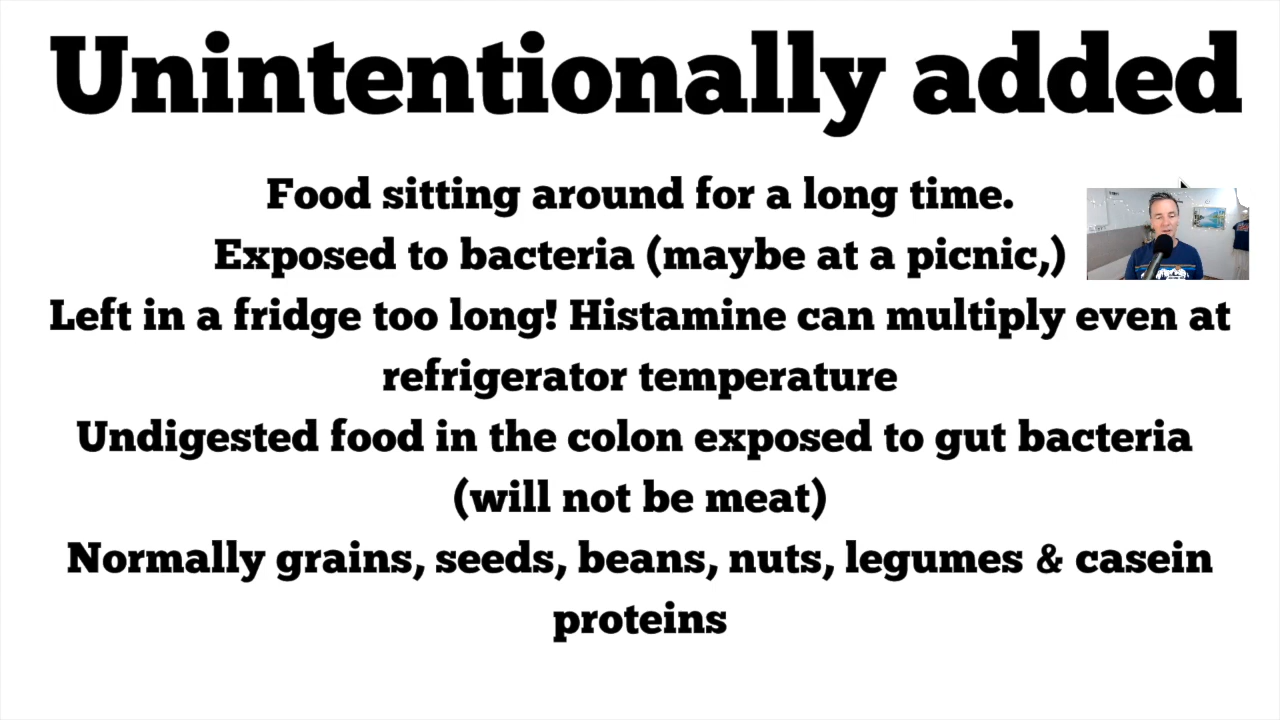 Unintentionally added
Food sitting around for a long time.
Exposed to bacteria (maybe at a picnic,)
Left in a fridge too long! Histamine can multiply even at
refrigerator temperature
Undigested food in the colon exposed to gut bacteria
(will not be meat)
Normally grains, seeds, beans, nuts, legumes & casein
proteins